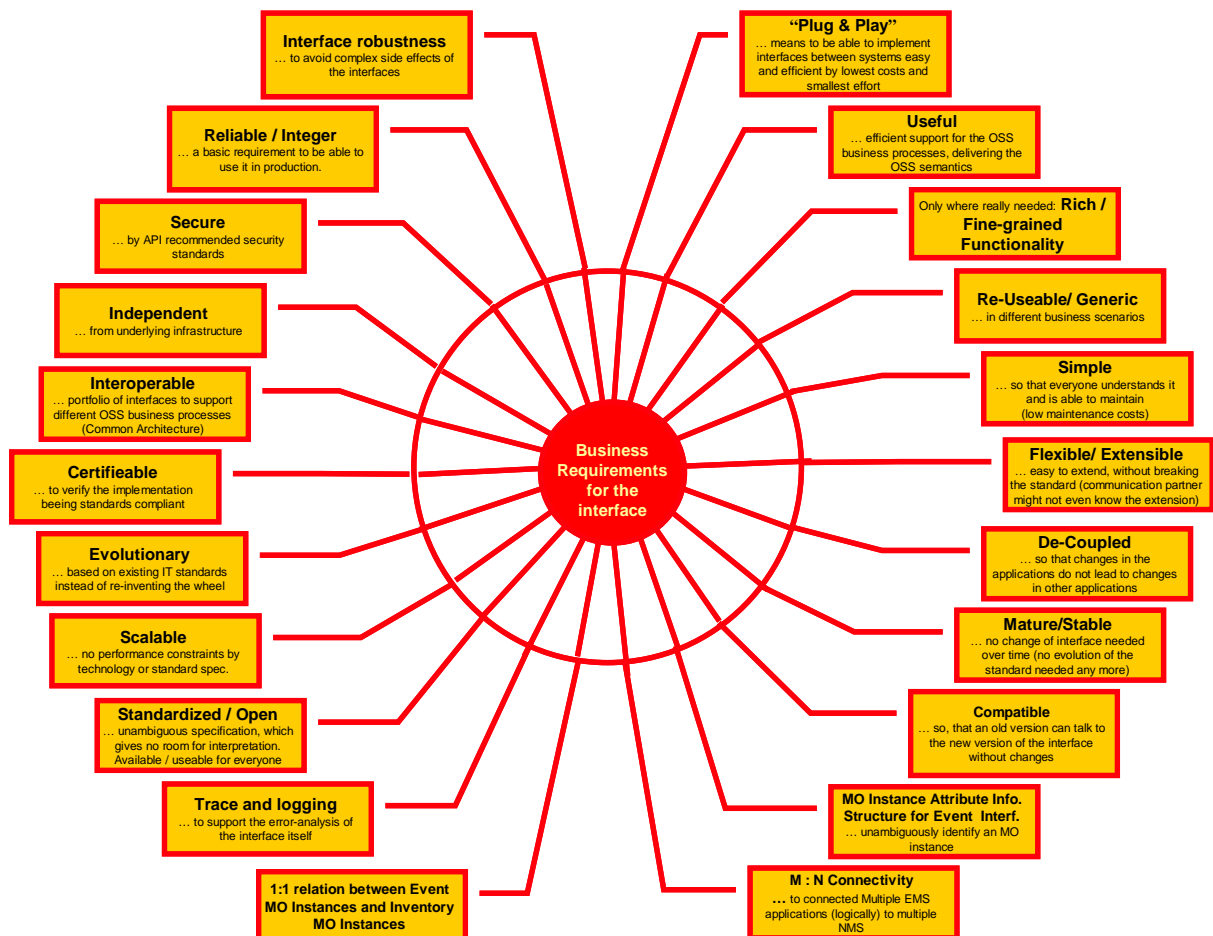 Interface robustness
… to avoid complex side effects of
the interfaces
“Plug & Play”
… means to be able to implement
interfaces between systems easy
and efficient by lowest costs and
smallest effort
Reliable / Integer
… a basic requirement to be able to
use it in production.
Useful
… efficient support for the OSS
business processes, delivering the
OSS semantics
Secure
… by API recommended security
standards
Only where really needed: Rich /
Fine-grained
Functionality
Independent
… from underlying infrastructure
Re-Useable/ Generic
… in different business scenarios
Interoperable
… portfolio of interfaces to support
different OSS business processes
(Common Architecture)
Simple
… so that everyone understands it
and is able to maintain
(low maintenance costs)
Business
Requirements
for the
interface
Certifieable
… to verify the implementation
beeing standards compliant
Flexible/ Extensible
… easy to extend, without breaking
the standard (communication partner
might not even know the extension)
Evolutionary
… based on existing IT standards
instead of re-inventing the wheel
De-Coupled
… so that changes in the
applications do not lead to changes
in other applications
Scalable
… no performance constraints by
technology or standard spec.
Mature/Stable
… no change of interface needed
over time (no evolution of the
standard needed any more)
Standardized / Open
… unambiguous specification, which
gives no room for interpretation.
Available / useable for everyone
Compatible
… so, that an old version can talk to
the new version of the interface
without changes
Trace and logging
… to support the error-analysis of
the interface itself
MO Instance Attribute Info.
Structure for Event Interf.
… unambiguously identify an MO
instance
1:1 relation between Event
MO Instances and Inventory
MO Instances
M : N Connectivity
… to connected Multiple EMS
applications (logically) to multiple
NMS